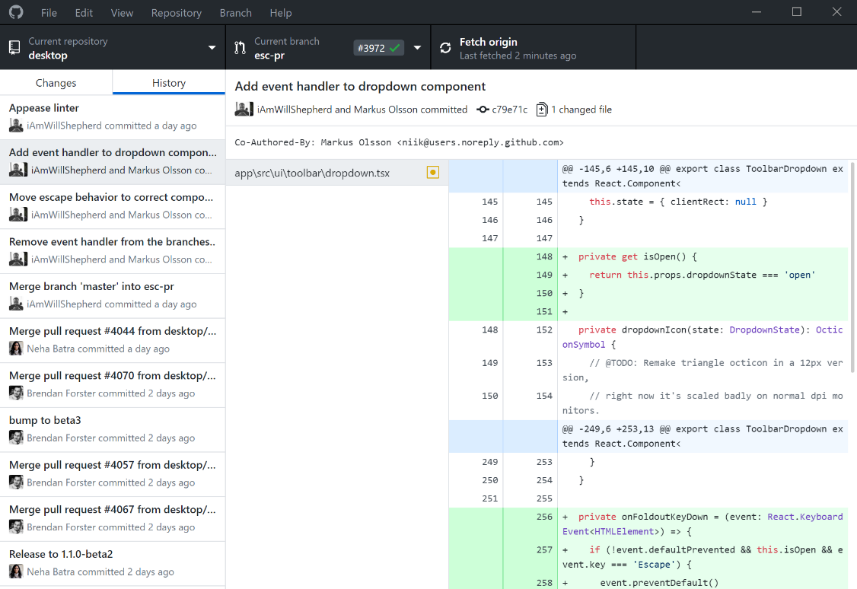 File Edit View Repository Branch Help
Current repository
desktop
Current branch
esc-pr
#3972
Fetch origin
Last fetched 2 minutes ago
Changes History
Appease linter
iAmWillShepherd committed a day ago
Add event handler to dropdown compon...
iAmWillShepherd and Markus Olsson co...
Move escape behavior to correct compo...
iAmWillShepherd and Markus Olsson co...
Remove event handler from the branches..
iAmWillShepherd and Markus Olsson co...
Merge branch 'master' into esc-pr
iAmWillShepherd committed a day ago
Merge pull request #4044 from desktop/...
Neha Batra committed a day ago
Merge pull request #4070 from desktop/...
Brendan Forster committed 2 days ago
bump to beta3
Brendan Forster committed 2 days ago
Merge pull request #4057 from desktop/...
Brendan Forster committed 2 days ago
Merge pull request #4067 from desktop/...
Brendan Forster committed 2 days ago
Release to 1.1.0-beta2
Neha Batra committed 2 days ago
Add event handler to dropdown component
iAmWillShepherd and Markus Olsson committed c79e71c 1 changed file
Co-Authored-By: Markus Olsson <niik@users.noreply.github.com>
app\src\ui\toolbar\dropdown.tsx
@@ -145,6 +145,10 @@ export class ToolbarDropdown ex
tends React.Component<
145 145 this.state = { clientRect: null }
146 146 }
147 147
148 + private get isOpen() {
149 + return this.props.dropdownState === 'open'
150 + }
151 +
148 152 private dropdownIcon(state: DropdownState): Octic
onSymbol {
149 153 // @TODO: Remake triangle octicon in a 12px ver
sion,
150 154 // right now it's scaled badly on normal dpi mo
nitors.
@@ -249,6 +253,13 @@ export class ToolbarDropdown ex
tends React.Component<
249 253 }
250 254 }
251 255
256 + private onFoldoutKeyDown = (event: React.Keyboard
Event<HTMLElement>) => {
257 + if (!event.defaultPrevented && this.isOpen && e
vent.key === 'Escape') {
258 + event.preventDefault()